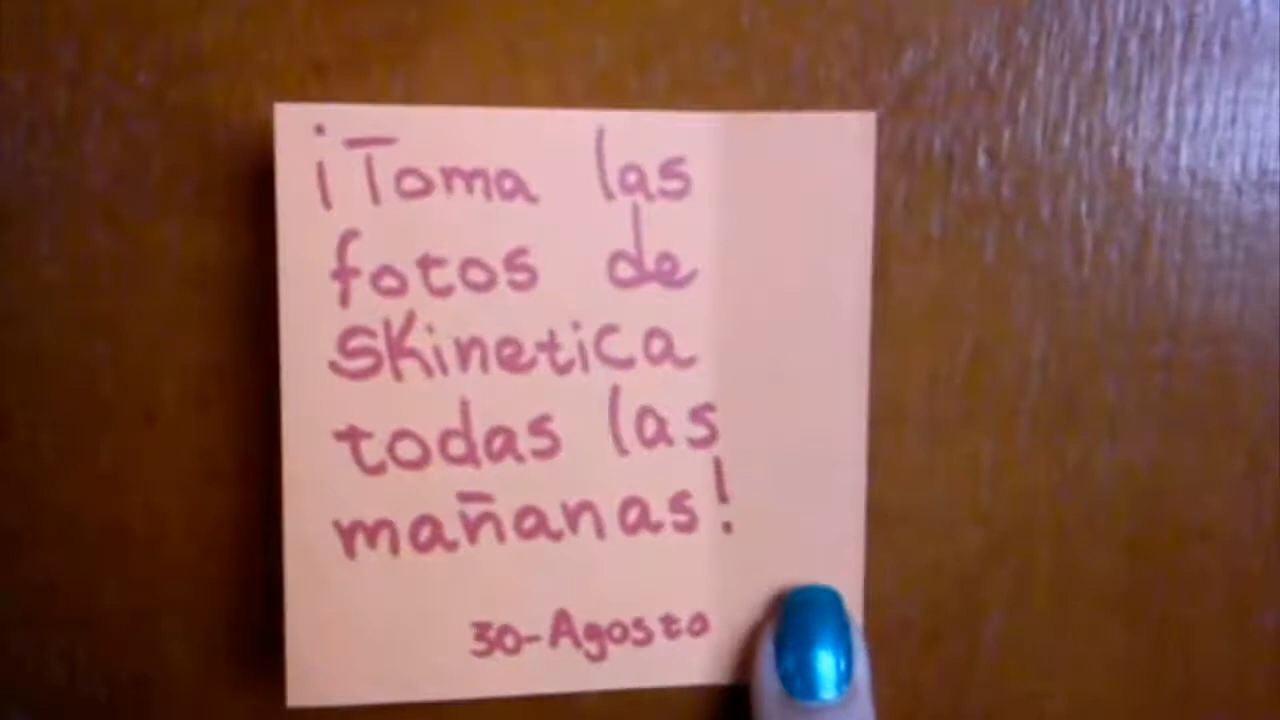 ¡Toma las
fotos de
SKinetica
todas las
mañanas!
30-Agosto